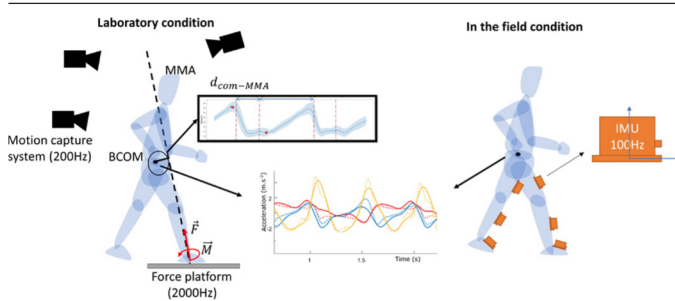 Laboratory condition
In the field condition
MMA
d_com−MMA
Motion capture
system (200Hz)
BCOM
IMU
100Hz
Acceleration (m.s⁻²)
2
-2
1
1.5
2
Time (s)
F
M
Force platform
(2000Hz)